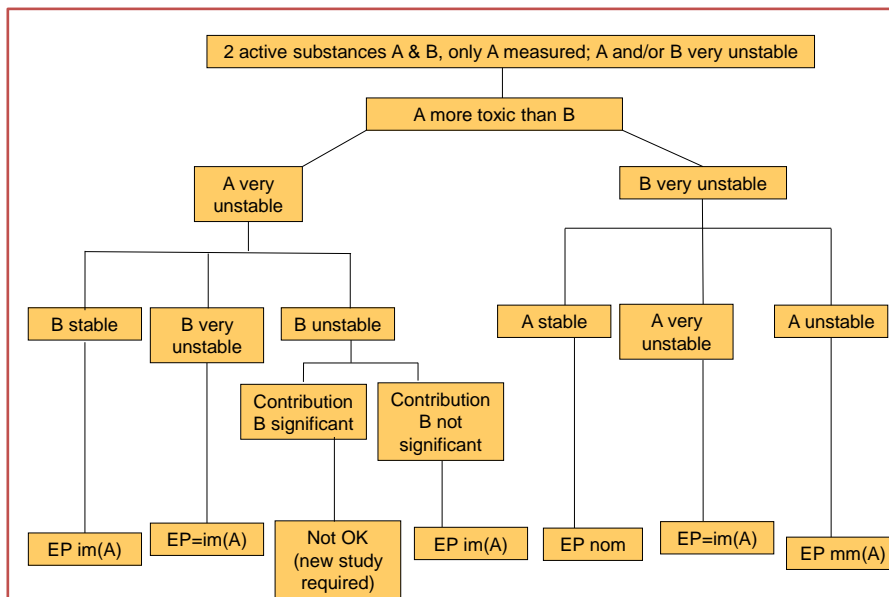 2 active substances A & B, only A measured; A and/or B very unstable
A more toxic than B
A very
unstable
B very unstable
B stable
B very
unstable
B unstable
A stable
A very
unstable
A unstable
Contribution
B significant
Contribution
B not
significant
EP im(A)
EP=im(A)
Not OK
(new study
required)
EP im(A)
EP nom
EP=im(A)
EP mm(A)